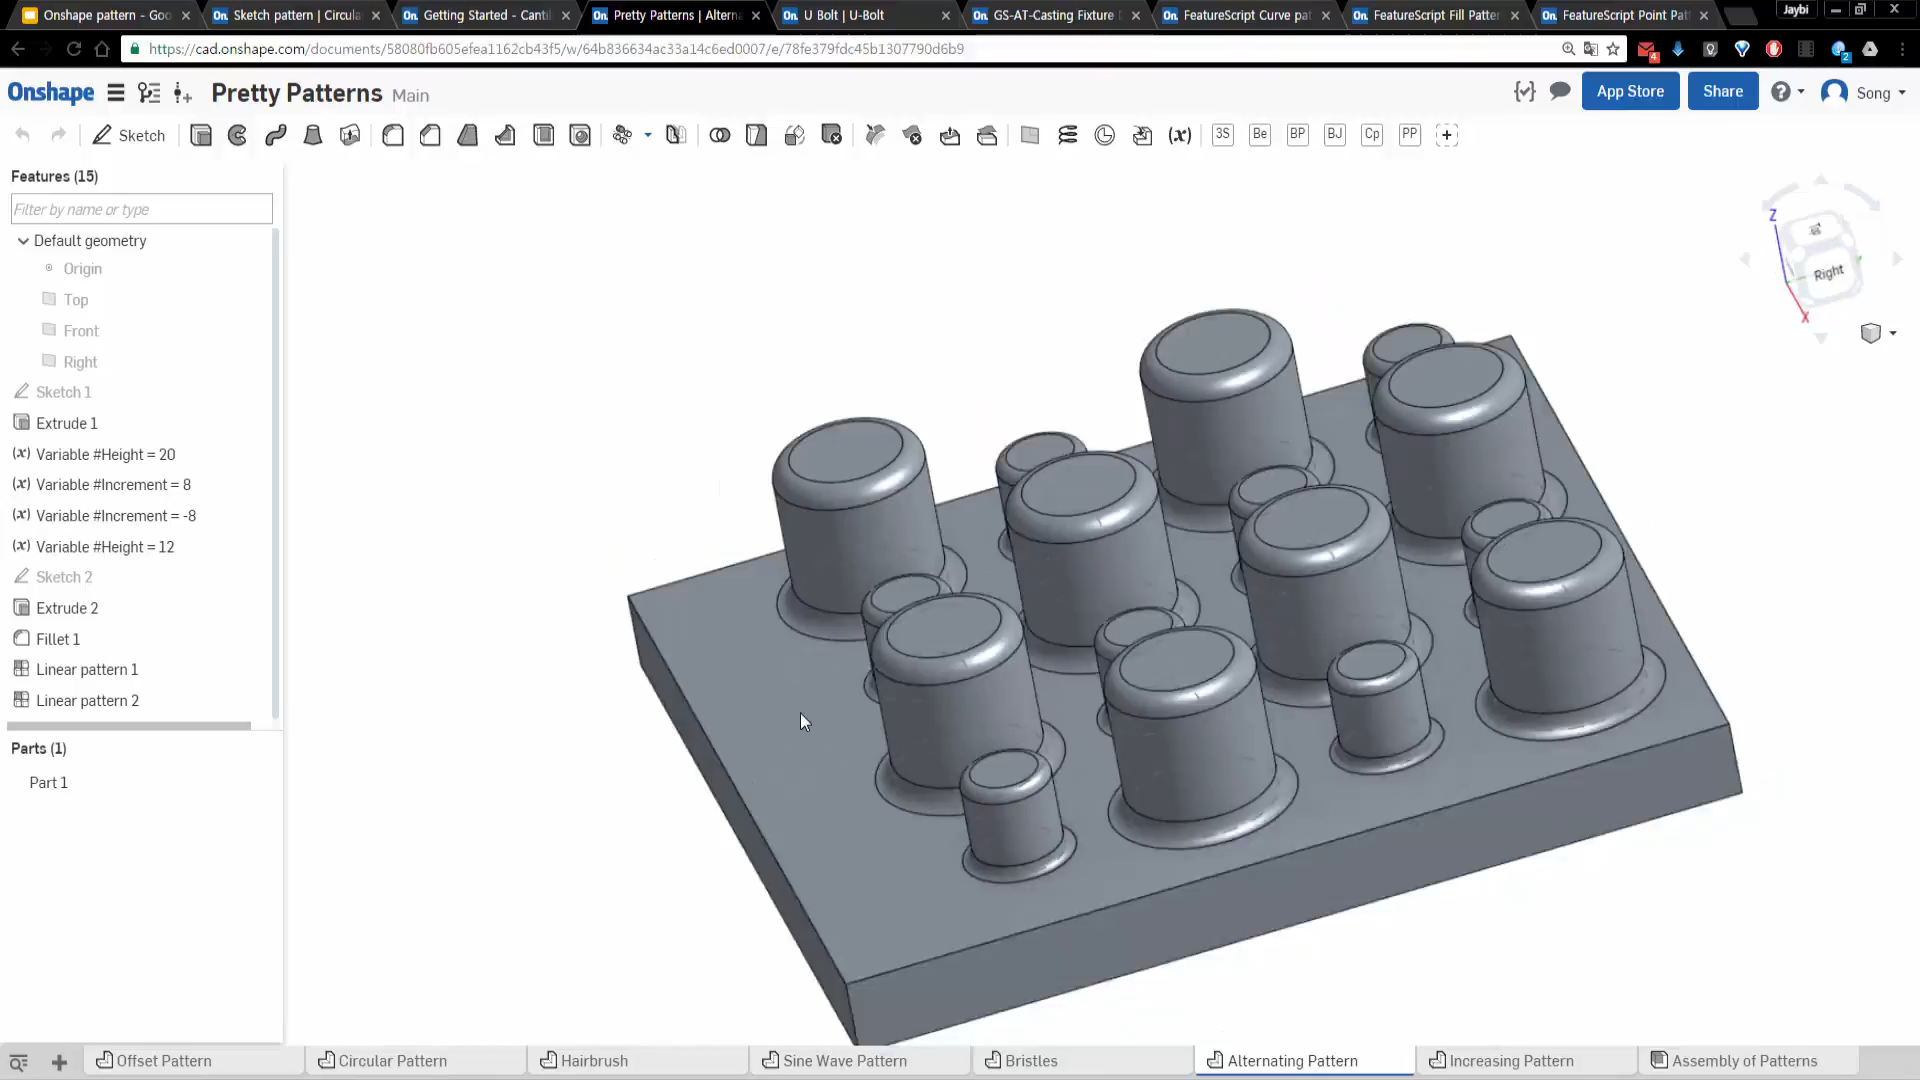 Onshape pattern - Goo
Sketch pattern | Circula
Getting Started - Canti
Pretty Patterns | Alterna
U Bolt | U-Bolt
GS-AT-Casting Fixture
FeatureScript Curve pat
FeatureScript Fill Patter
FeatureScript Point Pat
Jaybi
https://cad.onshape.com/documents/58080fb605efea1162cb43f5/w/64b836634ac33a14c6ed0007/e/78fe379fdc45b1307790d6b9
4
2
Onshape
Pretty Patterns Main
App Store
Share
Song
Sketch
(x)
3S
Be
BP
BJ
Cp
PP
Features (15)
Filter by name or type
Default geometry
Origin
Top
Front
Right
Sketch 1
Extrude 1
(x) Variable #Height = 20
(x) Variable #Increment = 8
(x) Variable #Increment = -8
(x) Variable #Height = 12
Sketch 2
Extrude 2
Fillet 1
Linear pattern 1
Linear pattern 2
Parts (1)
Part 1
Z
Right
X
Offset Pattern
Circular Pattern
Hairbrush
Sine Wave Pattern
Bristles
Alternating Pattern
Increasing Pattern
Assembly of Patterns